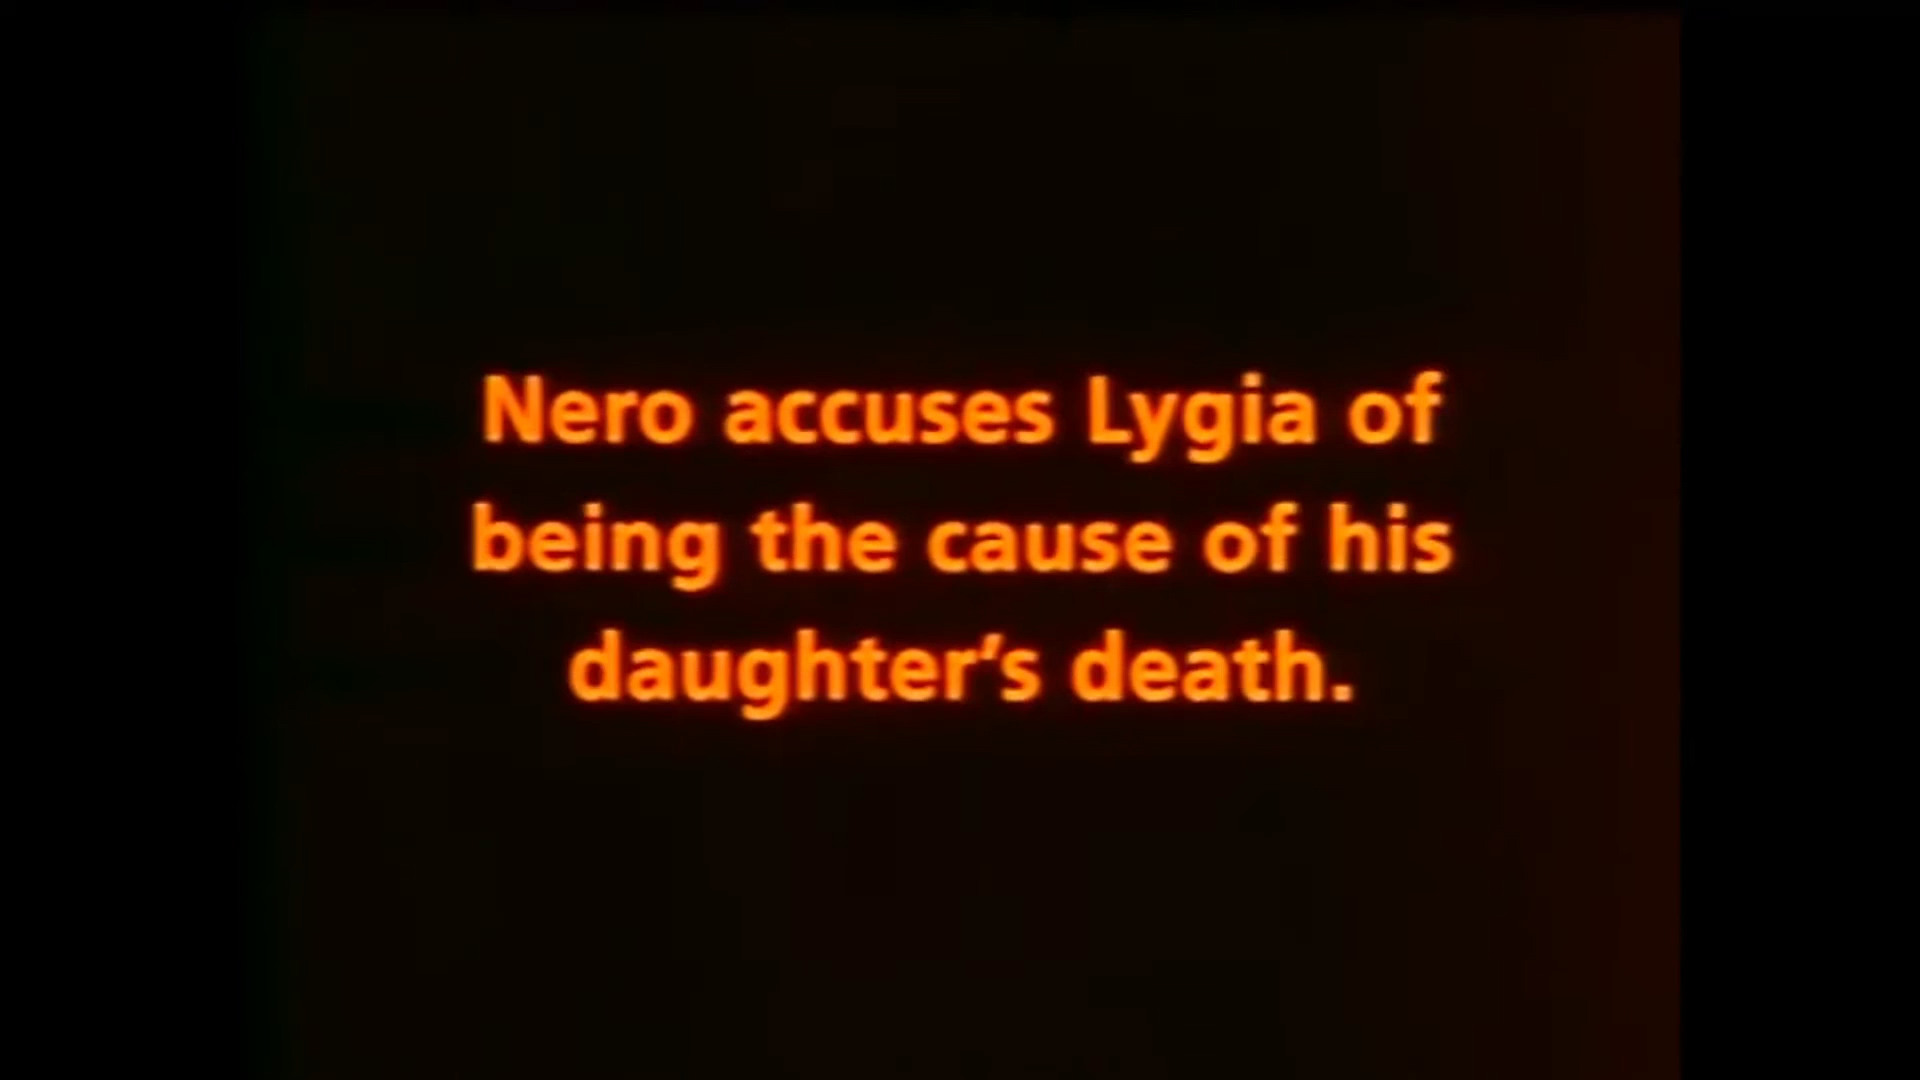 Nero accuses Lygia of
being the cause of his
daughter’s death.